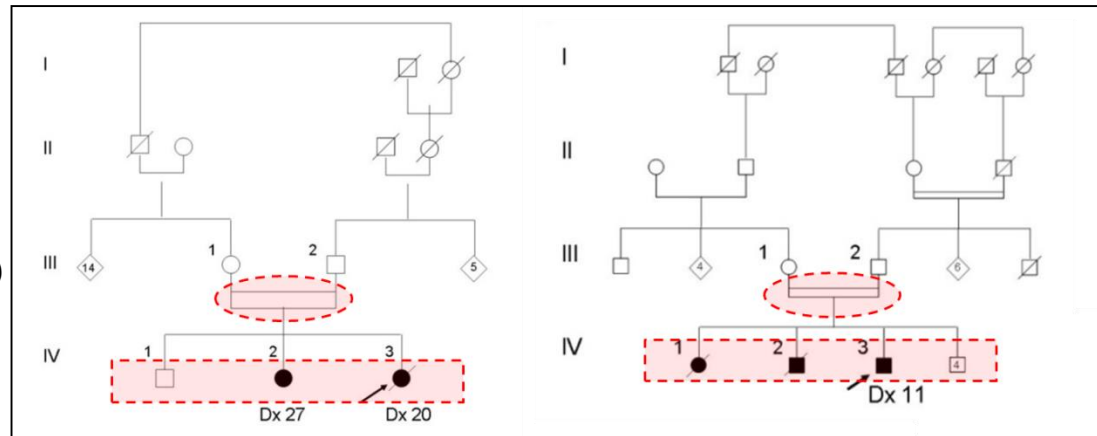 I
II
1 2
III 14 5
1 2 3
IV
Dx 27 Dx 20
I
II
1 2
III 4 6
1 2 3
IV 4
Dx 11
)